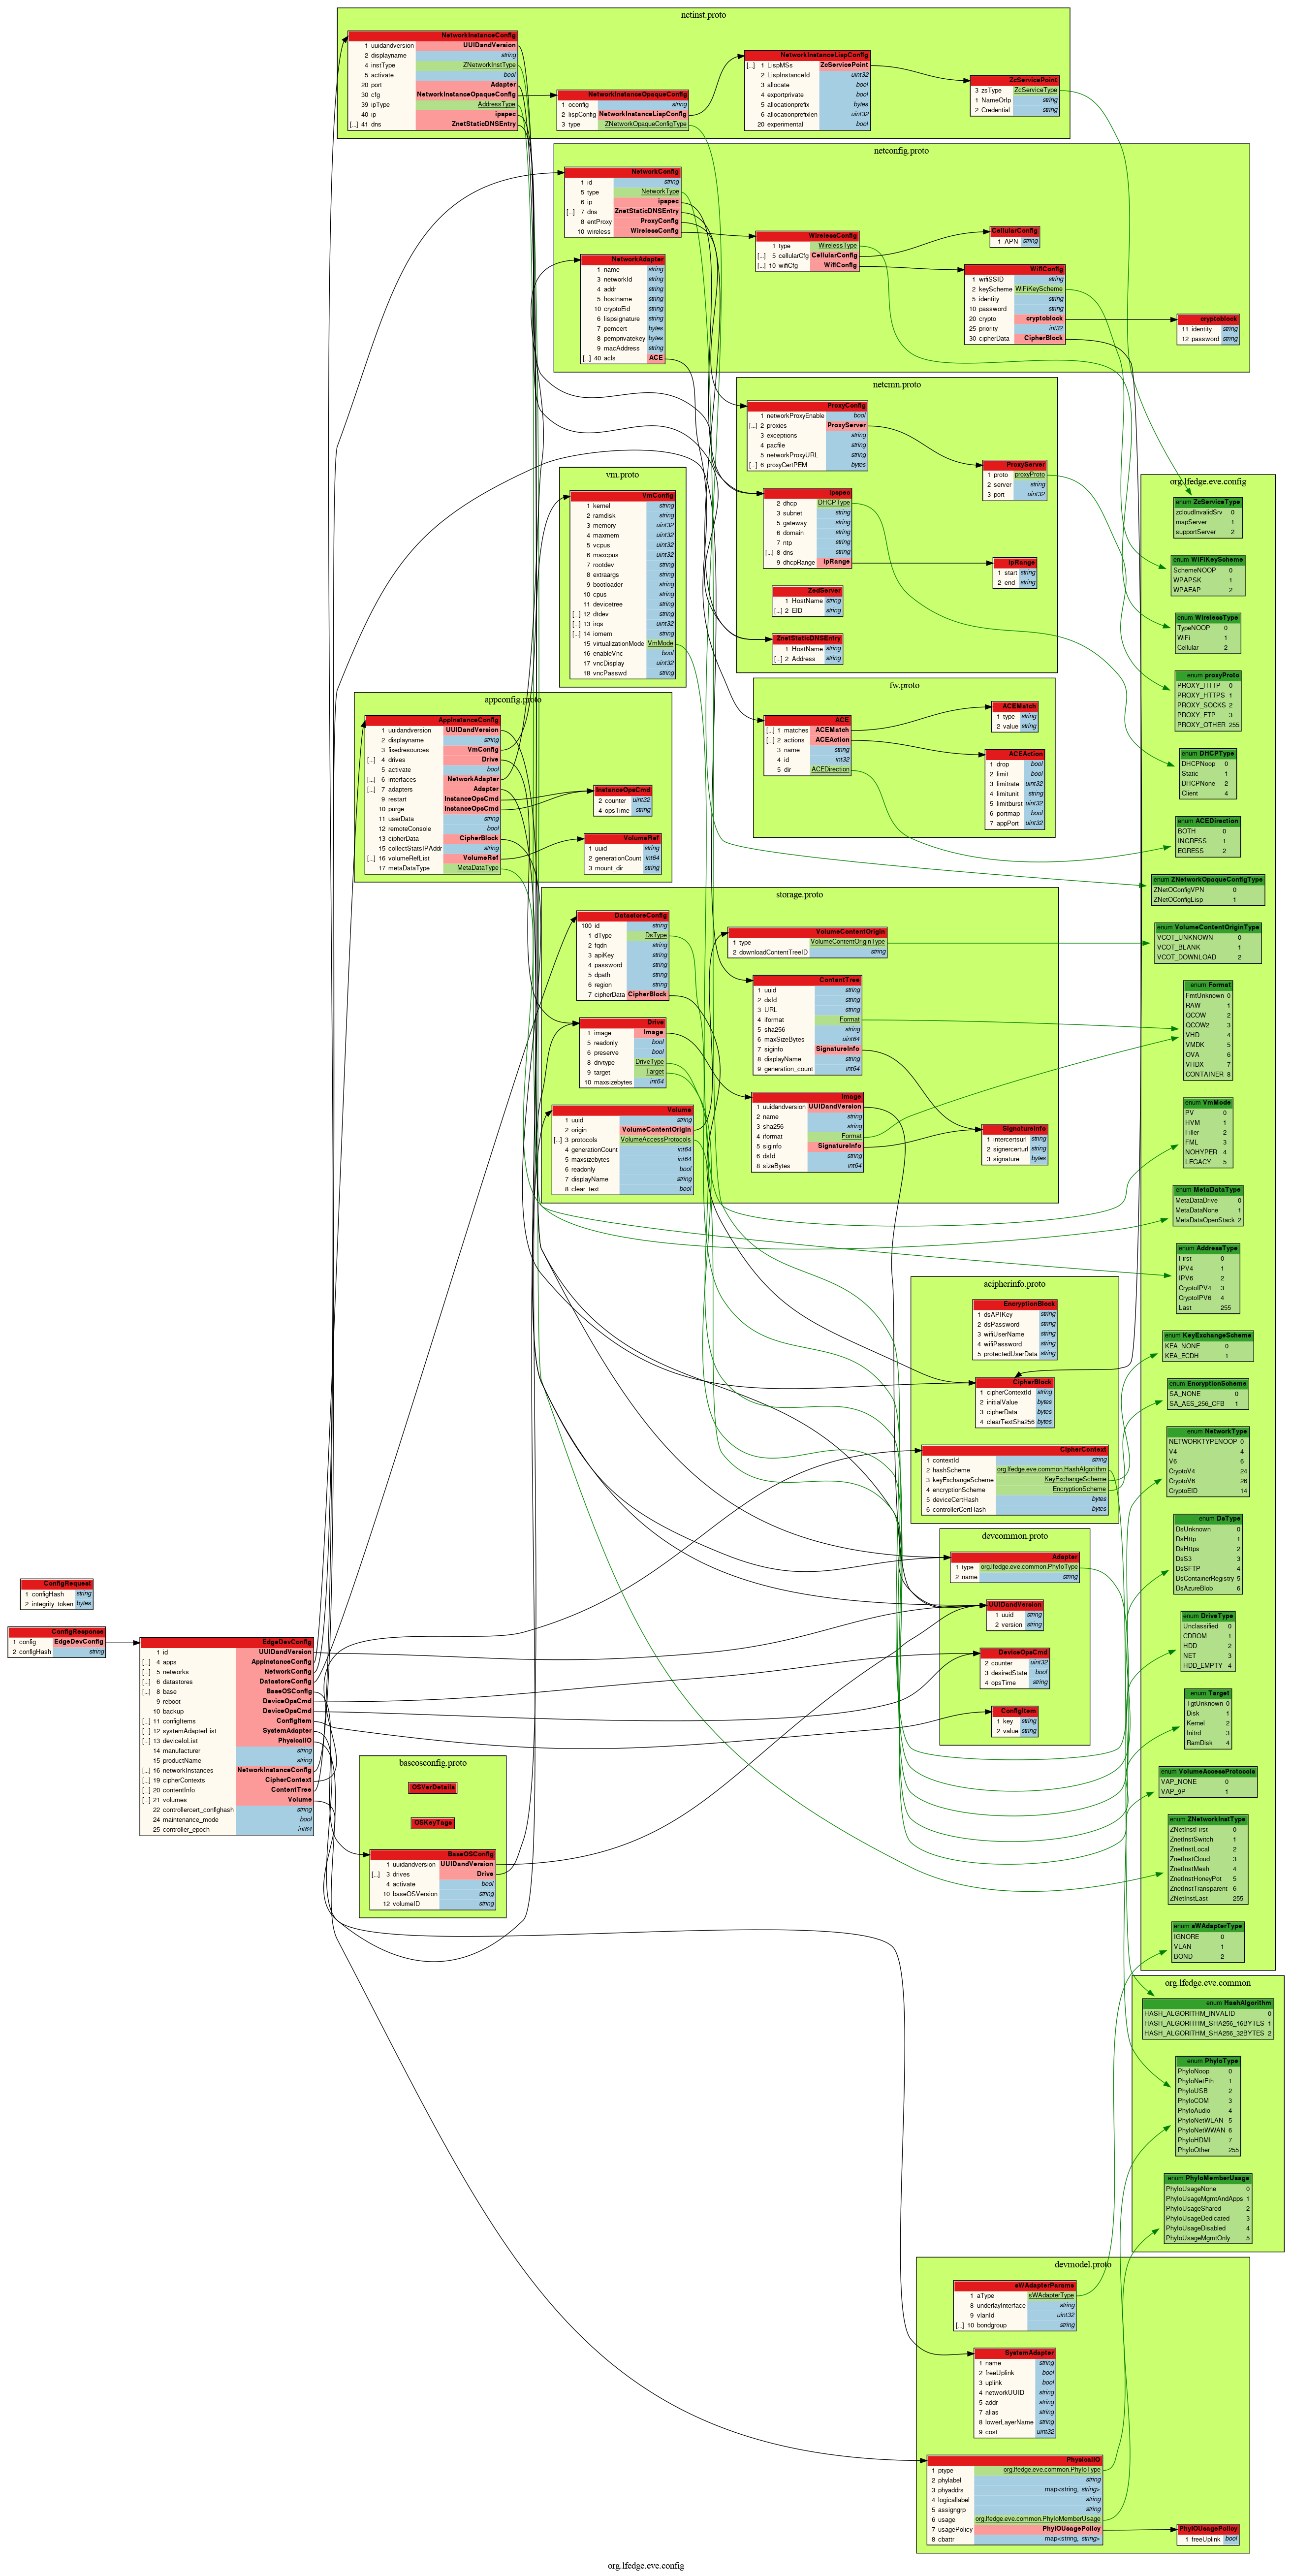 netinst.proto
NetworkInstanceConfig
1 uuidandversion UUIDandVersion
2 displayname string
4 instType ZNetworkInstType
5 activate bool
20 port Adapter
30 cfg NetworkInstanceOpaqueConfig
39 ipType AddressType
40 ip ipspec
[...] 41 dns ZnetStaticDNSEntry
NetworkInstanceOpaqueConfig
1 oconfig string
2 lispConfig NetworkInstanceLispConfig
3 type ZNetworkOpaqueConfigType
NetworkInstanceLispConfig
[...] 1 LispMSs ZcServicePoint
2 LispInstanceId uint32
3 allocate bool
4 exportprivate bool
5 allocationprefix bytes
6 allocationprefixlen uint32
20 experimental bool
ZcServicePoint
3 zsType ZcServiceType
1 NameOrIp string
2 Credential string
netconfig.proto
NetworkConfig
1 id string
5 type NetworkType
6 ip ipspec
[...] 7 dns ZnetStaticDNSEntry
8 entProxy ProxyConfig
10 wireless WirelessConfig
NetworkAdapter
1 name string
3 networkId string
4 addr string
5 hostname string
10 cryptoEid string
6 lispsignature string
7 pemcert bytes
8 pemprivatekey bytes
9 macAddress string
[...] 40 acls ACE
WirelessConfig
1 type WirelessType
[...] 5 cellularCfg CellularConfig
[...] 10 wifiCfg WifiConfig
CellularConfig
1 APN string
WifiConfig
1 wifiSSID string
2 keyScheme WiFiKeyScheme
5 identity string
10 password string
20 crypto cryptoblock
25 priority int32
30 cipherData CipherBlock
cryptoblock
11 identity string
12 password string
netcmn.proto
ProxyConfig
1 networkProxyEnable bool
[...] 2 proxies ProxyServer
3 exceptions string
4 pacfile string
5 networkProxyURL string
[...] 6 proxyCertPEM bytes
ProxyServer
1 proto proxyProto
2 server string
3 port uint32
ipspec
2 dhcp DHCPType
3 subnet string
5 gateway string
6 domain string
7 ntp string
[...] 8 dns string
9 dhcpRange ipRange
ipRange
1 start string
2 end string
ZedServer
1 HostName string
[...] 2 EID string
ZnetStaticDNSEntry
1 HostName string
[...] 2 Address string
vm.proto
VmConfig
1 kernel string
2 ramdisk string
3 memory uint32
4 maxmem uint32
5 vcpus uint32
6 maxcpus uint32
7 rootdev string
8 extraargs string
9 bootloader string
10 cpus string
11 devicetree string
[...] 12 dtdev string
[...] 13 irqs uint32
[...] 14 iomem string
15 virtualizationMode VmMode
16 enableVnc bool
17 vncDisplay uint32
18 vncPasswd string
fw.proto
ACE
[...] 1 matches ACEMatch
[...] 2 actions ACEAction
3 name string
4 id int32
5 dir ACEDirection
ACEMatch
1 type string
2 value string
ACEAction
1 drop bool
2 limit bool
3 limitrate uint32
4 limitunit string
5 limitburst uint32
6 portmap bool
7 appPort uint32
appconfig.proto
AppInstanceConfig
1 uuidandversion UUIDandVersion
2 displayname string
3 fixedresources VmConfig
[...] 4 drives Drive
5 activate bool
[...] 6 interfaces NetworkAdapter
[...] 7 adapters Adapter
9 restart InstanceOpsCmd
10 purge InstanceOpsCmd
11 userData string
12 remoteConsole bool
13 cipherData CipherBlock
15 collectStatsIPAddr string
[...] 16 volumeRefList VolumeRef
17 metaDataType MetaDataType
InstanceOpsCmd
2 counter uint32
4 opsTime string
VolumeRef
1 uuid string
2 generationCount int64
3 mount_dir string
storage.proto
DatastoreConfig
100 id string
1 dType DsType
2 fqdn string
3 apiKey string
4 password string
5 dpath string
6 region string
7 cipherData CipherBlock
Drive
1 image Image
5 readonly bool
6 preserve bool
8 drvtype DriveType
9 target Target
10 maxsizebytes int64
Volume
1 uuid string
2 origin VolumeContentOrigin
[...] 3 protocols VolumeAccessProtocols
4 generationCount int64
5 maxsizebytes int64
6 readonly bool
7 displayName string
8 clear_text bool
VolumeContentOrigin
1 type VolumeContentOriginType
2 downloadContentTreeID string
ContentTree
1 uuid string
2 dsId string
3 URL string
4 iformat Format
5 sha256 string
6 maxSizeBytes uint64
7 siginfo SignatureInfo
8 displayName string
9 generation_count int64
Image
1 uuidandversion UUIDandVersion
2 name string
3 sha256 string
4 iformat Format
5 siginfo SignatureInfo
6 dsId string
8 sizeBytes int64
SignatureInfo
1 intercertsurl string
2 signercerturl string
3 signature bytes
acipherinfo.proto
EncryptionBlock
1 dsAPIKey string
2 dsPassword string
3 wifiUserName string
4 wifiPassword string
5 protectedUserData string
CipherBlock
1 cipherContextId string
2 initialValue bytes
3 cipherData bytes
4 clearTextSha256 bytes
CipherContext
1 contextId string
2 hashScheme org.lfedge.eve.common.HashAlgorithm
3 keyExchangeScheme KeyExchangeScheme
4 encryptionScheme EncryptionScheme
5 deviceCertHash bytes
6 controllerCertHash bytes
devcommon.proto
Adapter
1 type org.lfedge.eve.common.PhyIoType
2 name string
UUIDandVersion
1 uuid string
2 version string
DeviceOpsCmd
2 counter uint32
3 desiredState bool
4 opsTime string
ConfigItem
1 key string
2 value string
ConfigRequest
1 configHash string
2 integrity_token bytes
ConfigResponse
1 config EdgeDevConfig
2 configHash string
EdgeDevConfig
1 id UUIDandVersion
[...] 4 apps AppInstanceConfig
[...] 5 networks NetworkConfig
[...] 6 datastores DatastoreConfig
[...] 8 base BaseOSConfig
9 reboot DeviceOpsCmd
10 backup DeviceOpsCmd
[...] 11 configItems ConfigItem
[...] 12 systemAdapterList SystemAdapter
[...] 13 deviceIoList PhysicalIO
14 manufacturer string
15 productName string
[...] 16 networkInstances NetworkInstanceConfig
[...] 19 cipherContexts CipherContext
[...] 20 contentInfo ContentTree
[...] 21 volumes Volume
22 controllercert_confighash string
24 maintenance_mode bool
25 controller_epoch int64
baseosconfig.proto
OSVerDetails
OSKeyTags
BaseOSConfig
1 uuidandversion UUIDandVersion
[...] 3 drives Drive
4 activate bool
10 baseOSVersion string
12 volumeID string
org.lfedge.eve.config
enum ZcServiceType
zcloudInvalidSrv 0
mapServer 1
supportServer 2
enum WiFiKeyScheme
SchemeNOOP 0
WPAPSK 1
WPAEAP 2
enum WirelessType
TypeNOOP 0
WiFi 1
Cellular 2
enum proxyProto
PROXY_HTTP 0
PROXY_HTTPS 1
PROXY_SOCKS 2
PROXY_FTP 3
PROXY_OTHER 255
enum DHCPType
DHCPNoop 0
Static 1
DHCPNone 2
Client 4
enum ACEDirection
BOTH 0
INGRESS 1
EGRESS 2
enum ZNetworkOpaqueConfigType
ZNetOConfigVPN 0
ZNetOConfigLisp 1
enum VolumeContentOriginType
VCOT_UNKNOWN 0
VCOT_BLANK 1
VCOT_DOWNLOAD 2
enum Format
FmtUnknown 0
RAW 1
QCOW 2
QCOW2 3
VHD 4
VMDK 5
OVA 6
VHDX 7
CONTAINER 8
enum VmMode
PV 0
HVM 1
Filler 2
FML 3
NOHYPER 4
LEGACY 5
enum MetaDataType
MetaDataDrive 0
MetaDataNone 1
MetaDataOpenStack 2
enum AddressType
First 0
IPV4 1
IPV6 2
CryptoIPV4 3
CryptoIPV6 4
Last 255
enum KeyExchangeScheme
KEA_NONE 0
KEA_ECDH 1
enum EncryptionScheme
SA_NONE 0
SA_AES_256_CFB 1
enum NetworkType
NETWORKTYPENOOP 0
V4 4
V6 6
CryptoV4 24
CryptoV6 26
CryptoEID 14
enum DsType
DsUnknown 0
DsHttp 1
DsHttps 2
DsS3 3
DsSFTP 4
DsContainerRegistry 5
DsAzureBlob 6
enum DriveType
Unclassified 0
CDROM 1
HDD 2
NET 3
HDD_EMPTY 4
enum Target
TgtUnknown 0
Disk 1
Kernel 2
Initrd 3
RamDisk 4
enum VolumeAccessProtocols
VAP_NONE 0
VAP_9P 1
enum ZNetworkInstType
ZNetInstFirst 0
ZnetInstSwitch 1
ZnetInstLocal 2
ZnetInstCloud 3
ZnetInstMesh 4
ZnetInstHoneyPot 5
ZnetInstTransparent 6
ZNetInstLast 255
enum sWAdapterType
IGNORE 0
VLAN 1
BOND 2
org.lfedge.eve.common
enum HashAlgorithm
HASH_ALGORITHM_INVALID 0
HASH_ALGORITHM_SHA256_16BYTES 1
HASH_ALGORITHM_SHA256_32BYTES 2
enum PhyIoType
PhyIoNoop 0
PhyIoNetEth 1
PhyIoUSB 2
PhyIoCOM 3
PhyIoAudio 4
PhyIoNetWLAN 5
PhyIoNetWWAN 6
PhyIoHDMI 7
PhyIoOther 255
enum PhyIoMemberUsage
PhyIoUsageNone 0
PhyIoUsageMgmtAndApps 1
PhyIoUsageShared 2
PhyIoUsageDedicated 3
PhyIoUsageDisabled 4
PhyIoUsageMgmtOnly 5
devmodel.proto
sWAdapterParams
1 aType sWAdapterType
8 underlayInterface string
9 vlanId uint32
[...] 10 bondgroup string
SystemAdapter
1 name string
2 freeUplink bool
3 uplink bool
4 networkUUID string
5 addr string
7 alias string
8 lowerLayerName string
9 cost uint32
PhysicalIO
1 ptype org.lfedge.eve.common.PhyIoType
2 phylabel string
3 phyaddrs map<string, string>
4 logicallabel string
5 assigngrp string
6 usage org.lfedge.eve.common.PhyIoMemberUsage
7 usagePolicy PhyIOUsagePolicy
8 cbattr map<string, string>
PhyIOUsagePolicy
1 freeUplink bool
org.lfedge.eve.config